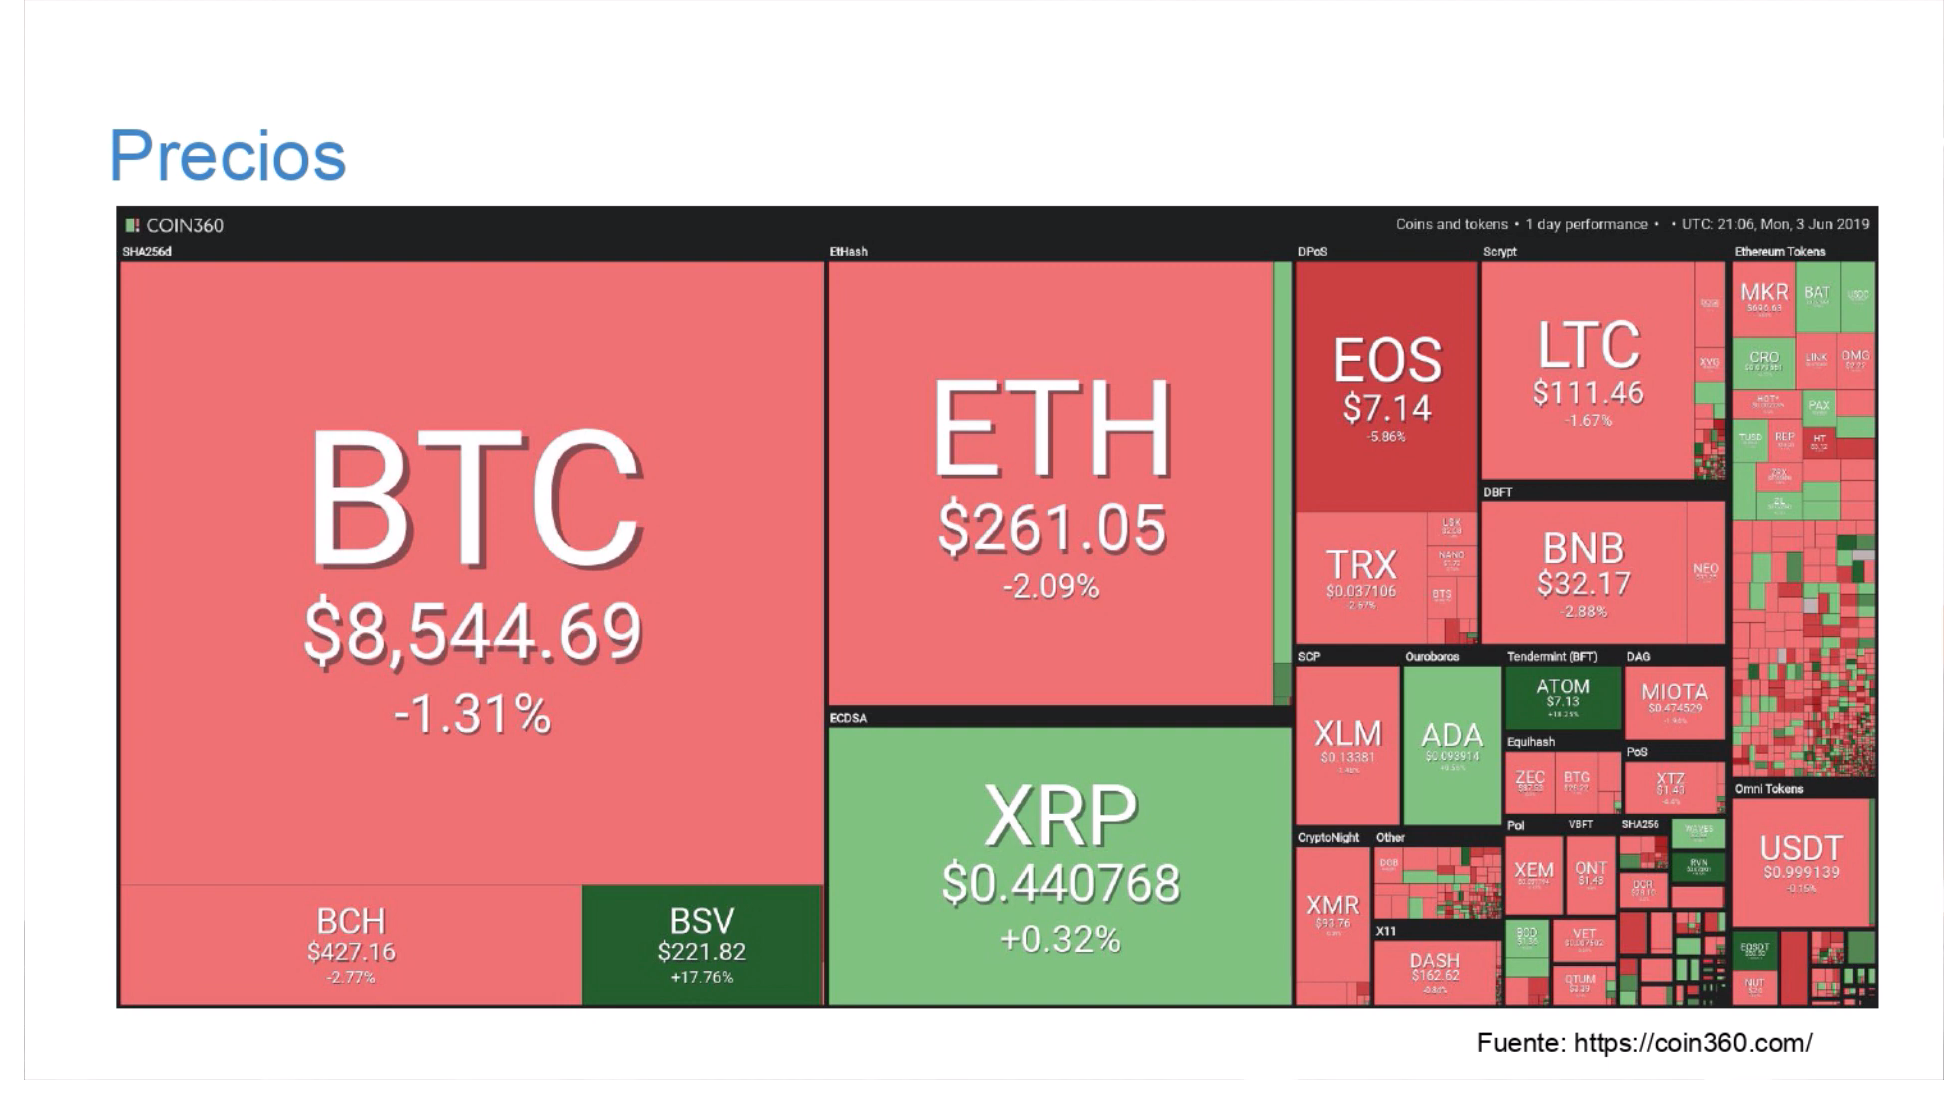 Precios
COIN360
Coins and tokens • 1 day performance • • UTC: 21:06, Mon, 3 Jun 2019
SHA256d
BTC
$8,544.69
-1.31%
BCH
$427.16
-2.77%
BSV
$221.82
+17.76%
EtHash
ETH
$261.05
-2.09%
ECDSA
XRP
$0.440768
+0.32%
DPoS
EOS
$7.14
-5.86%
TRX
$0.037106
-2.67%
LSK
NANO
BTS
Scrypt
LTC
$111.46
-1.67%
XVG
DBFT
BNB
$32.17
-2.88%
NEO
SCP
XLM
$0.13381
Ouroboros
ADA
$0.093914
Tendermint (BFT)
ATOM
$7.13
+18.25%
DAG
MIOTA
$0.474529
Equihash
ZEC
BTG
PoS
XTZ
$1.43
CryptoNight
XMR
$93.76
Other
DGB
X11
DASH
$162.62
PoI
XEM
VBFT
ONT
$1.43
SHA256
WAVES
RVN
DCR
BCD
VET
QTUM
Ethereum Tokens
MKR
$696.63
BAT
USDC
CRO
LINK
OMG
HOT*
PAX
TUSD
REP
HT
ZRX
ZIL
Omni Tokens
USDT
$0.999139
-0.15%
EOSDT
NUT
Fuente: https://coin360.com/